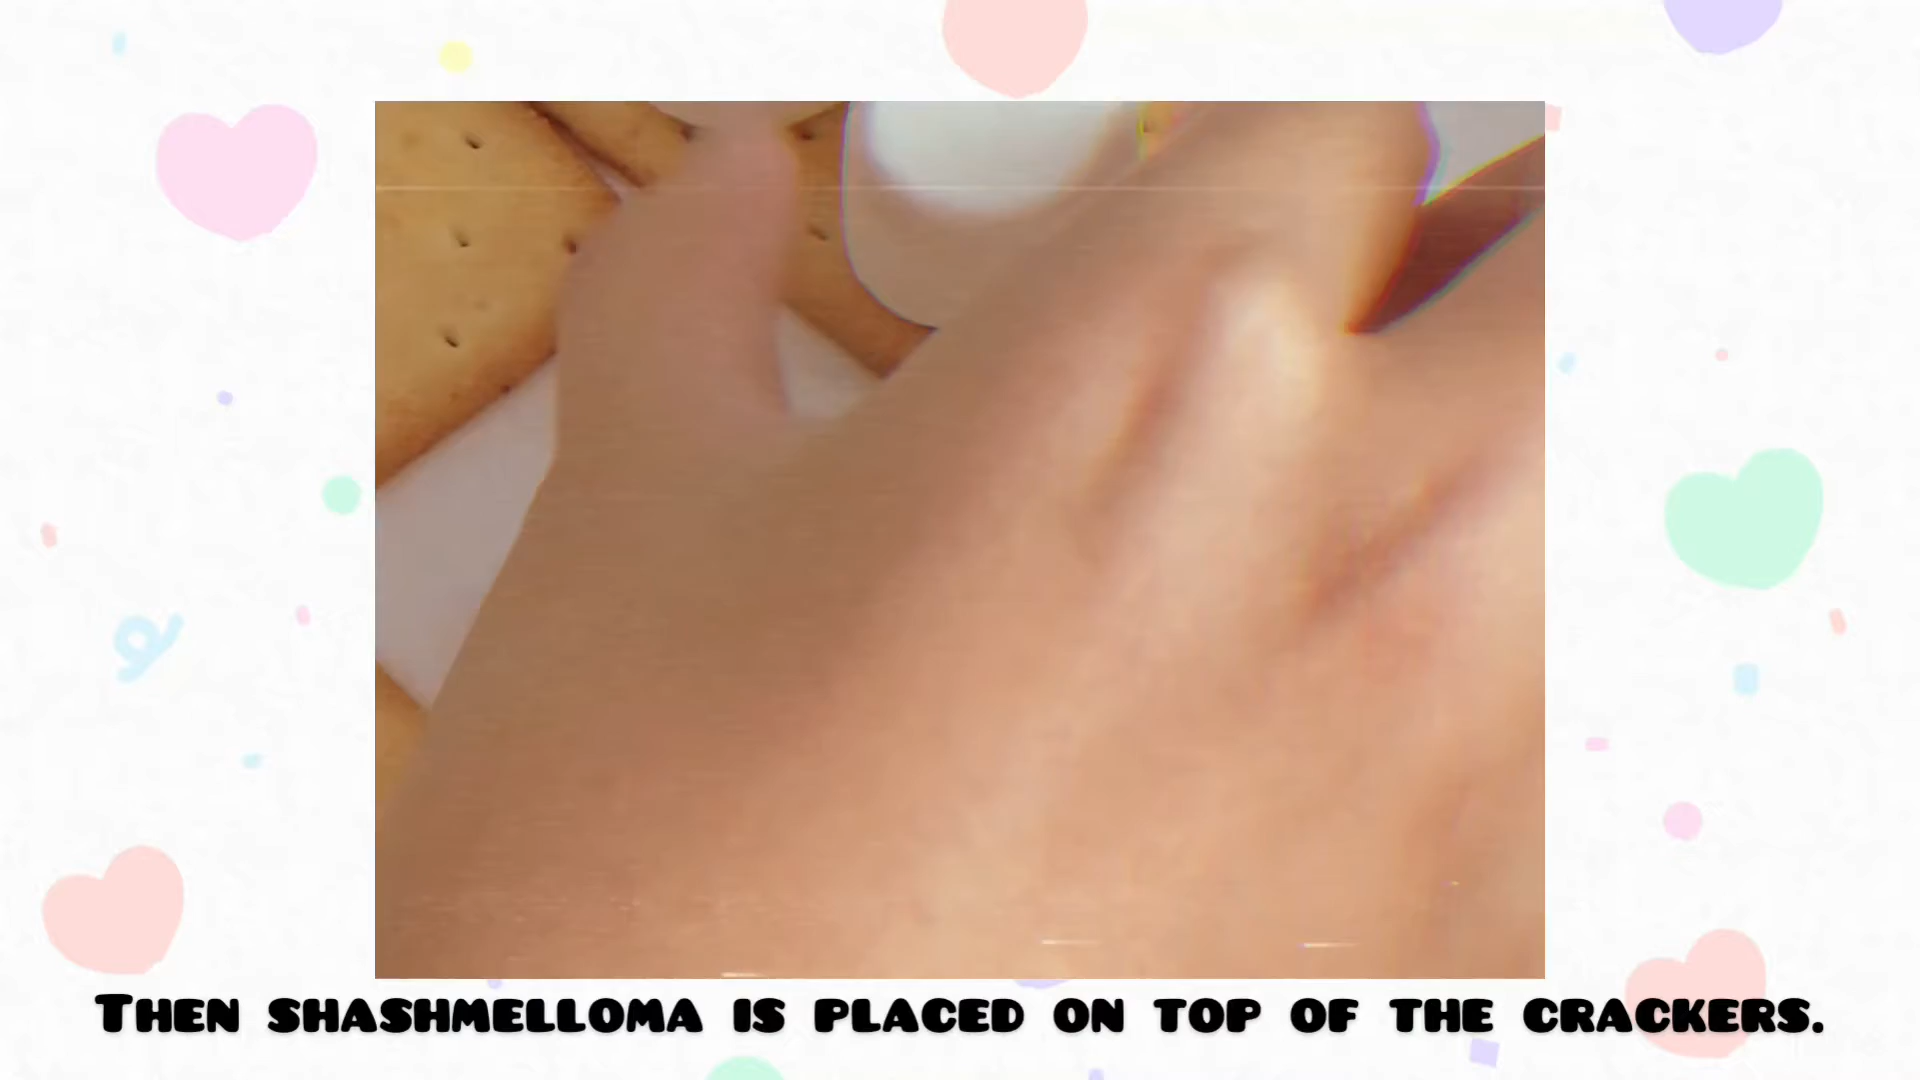 Then shashmelloma is placed on top of the crackers.